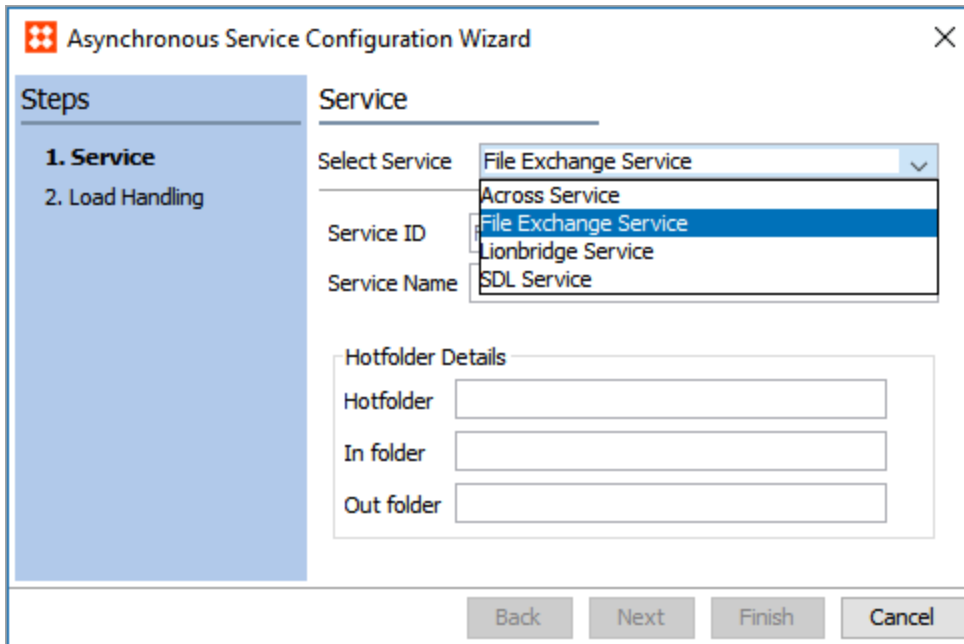 Asynchronous Service Configuration Wizard
Steps
1. Service
2. Load Handling
Service
Select Service File Exchange Service
Across Service
File Exchange Service
Lionbridge Service
SDL Service
Service ID
Service Name
Hotfolder Details
Hotfolder
In folder
Out folder
Back Next Finish Cancel